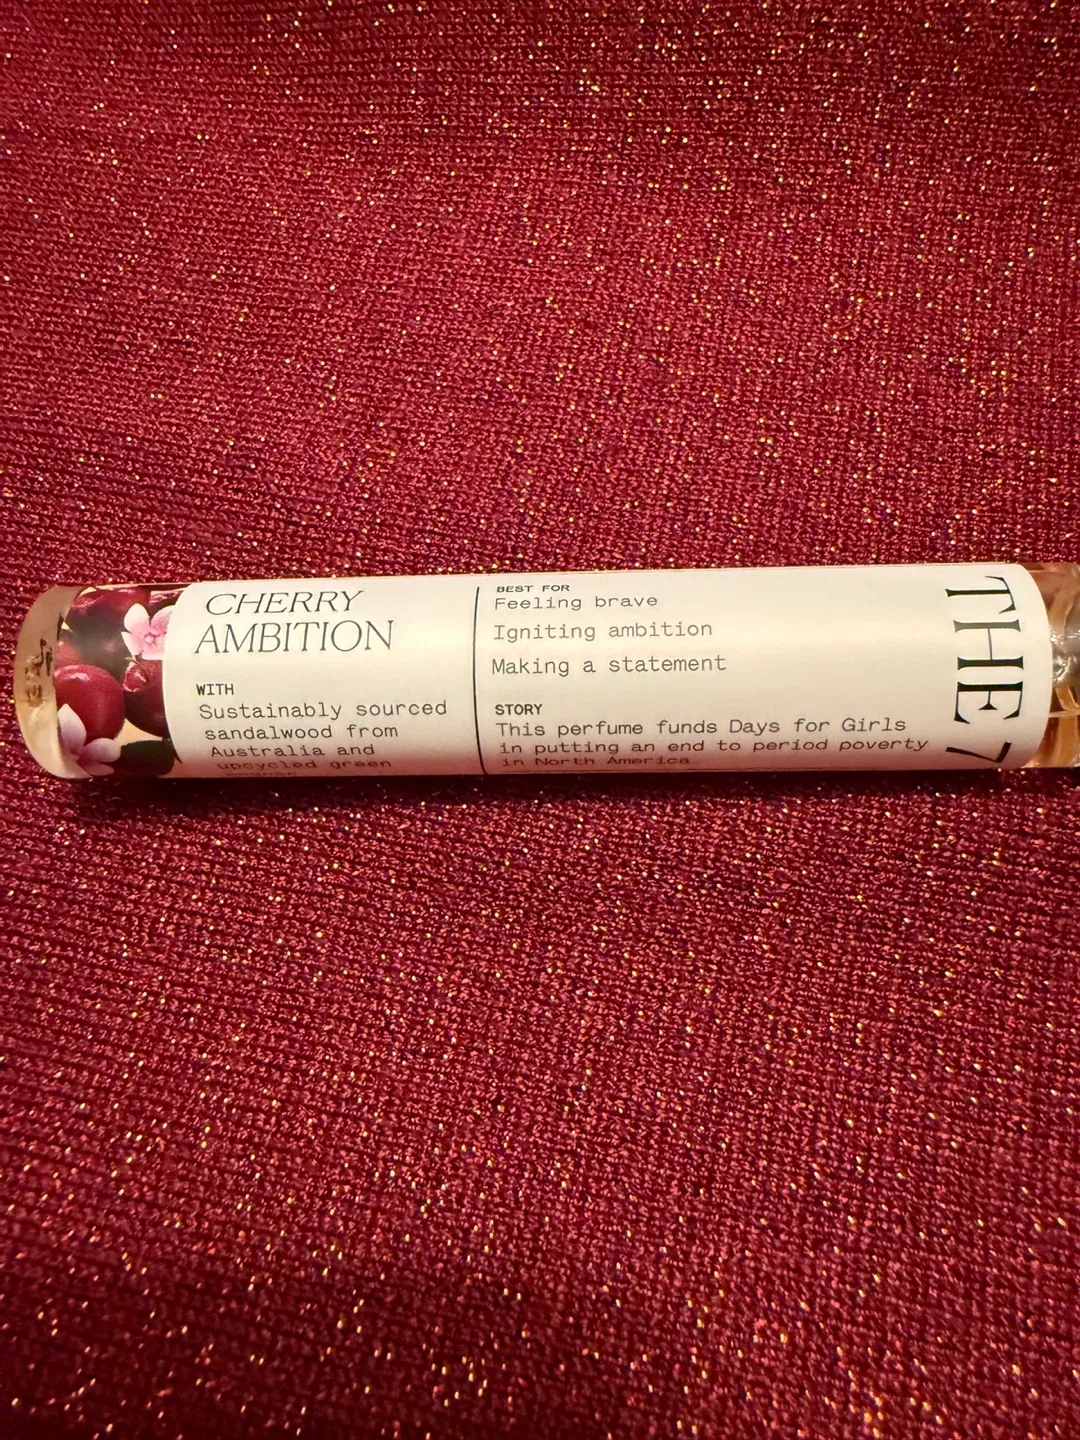 CHERRY
AMBITION
WITH
Sustainably sourced
sandalwood from
Australia and
upcycled green
BEST FOR
Feeling brave
Igniting ambition
Making a statement
STORY
This perfume funds Days for Girls
in putting an end to period poverty
in North America.
THE 7